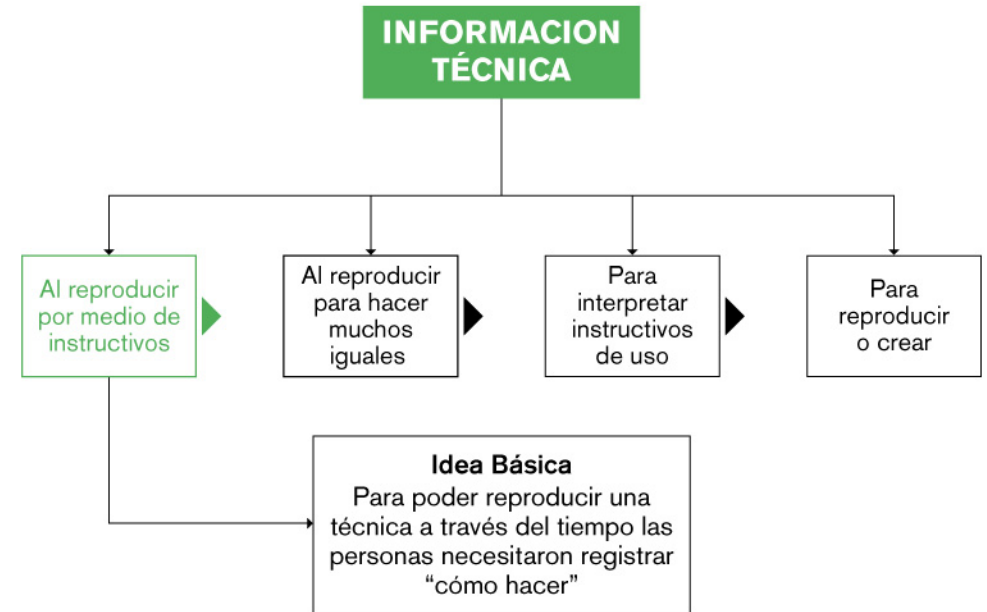 INFORMACION
TÉCNICA
Al reproducir
por medio de
instructivos
Al reproducir
para hacer
muchos
iguales
Para
interpretar
instructivos
de uso
Para
reproducir
o crear
Idea Básica
Para poder reproducir una
técnica a través del tiempo las
personas necesitaron registrar
“cómo hacer”